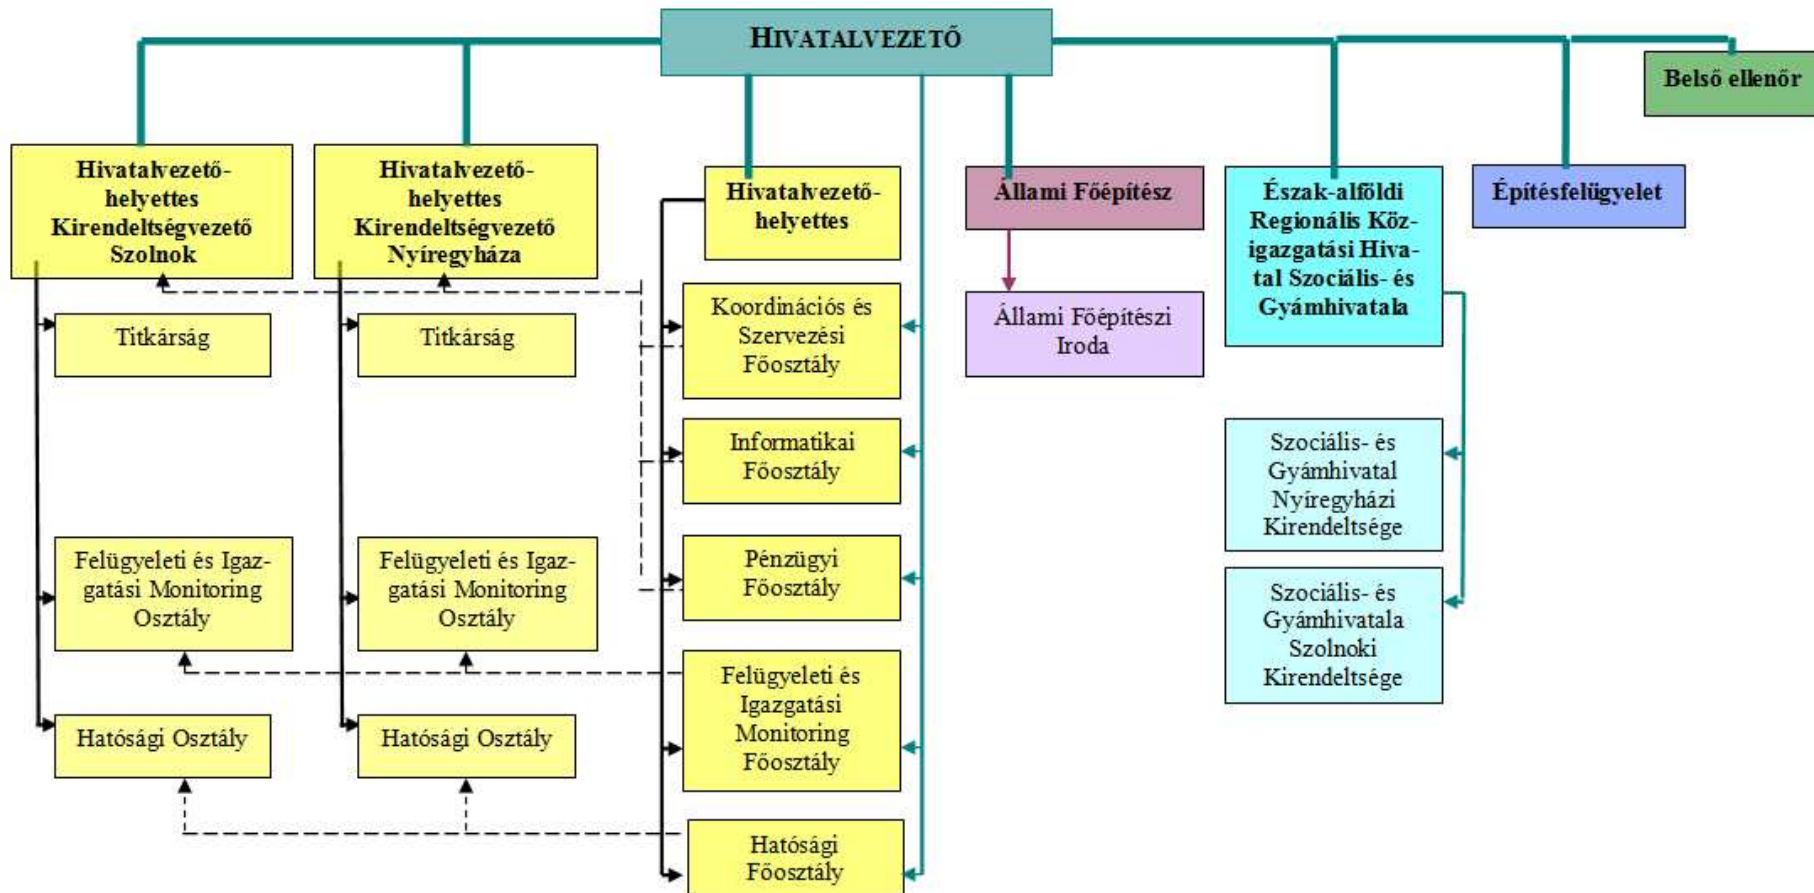 HIVATALVEZETŐ
Belső ellenőr
Hivatalvezető-
helyettes
Kirendeltségvezető
Szolnok
Hivatalvezető-
helyettes
Kirendeltségvezető
Nyíregyháza
Hivatalvezető-
helyettes
Állami Főépítész
Észak-alföldi
Regionális Köz-
igazgatási Hiva-
tal Szociális- és
Gyámhivatala
Építésfelügyelet
Titkárság
Titkárság
Koordinációs és
Szervezési
Főosztály
Állami Főépítészi
Iroda
Informatikai
Főosztály
Szociális- és
Gyámhivatal
Nyíregyházi
Kirendeltsége
Felügyeleti és Igaz-
gatási Monitoring
Osztály
Felügyeleti és Igaz-
gatási Monitoring
Osztály
Pénzügyi
Főosztály
Szociális- és
Gyámhivatala
Szolnoki
Kirendeltsége
Felügyeleti és
Igazgatási
Monitoring
Főosztály
Hatósági Osztály
Hatósági Osztály
Hatósági
Főosztály